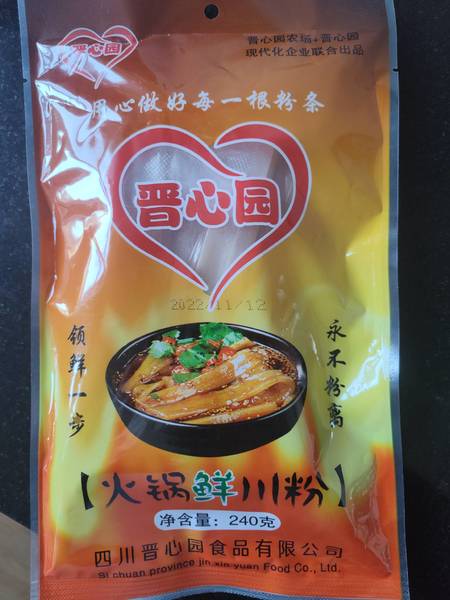 晋心园
晋心园农场+晋心园
现代化企业联合出品
用心做好每一根粉条
晋心园
2022/11/12
领鲜一步
永不粉离
【火锅鲜川粉】
净含量：240克
四川晋心园食品有限公司
Si chuan province jin xin yuan Food Co., Ltd.